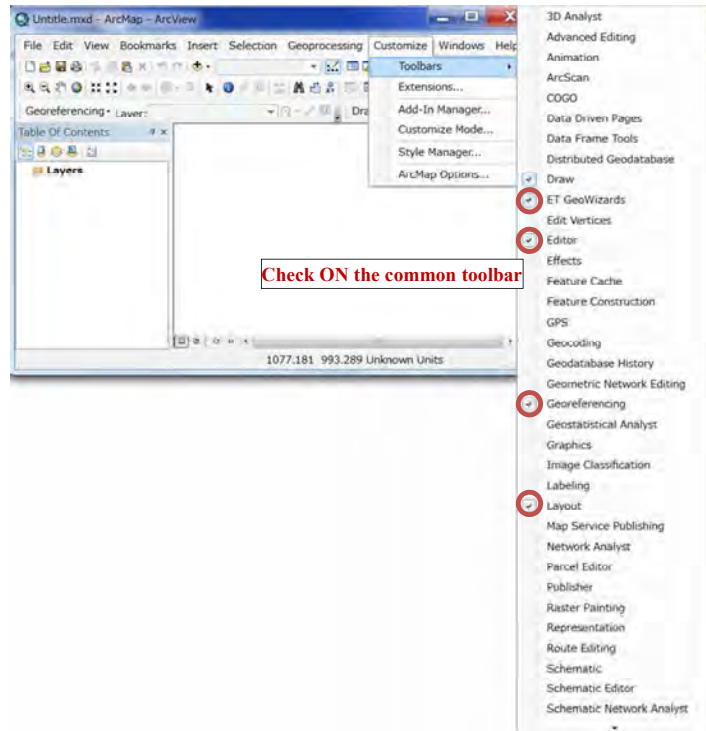 Untitle.mxd - ArcMap - ArcView
File Edit View Bookmarks Insert Selection Geoprocessing Customize Windows Help
Georeferencing Layer: Dra
Table Of Contents
Layers
Toolbars
Extensions...
Add-In Manager...
Customize Mode...
Style Manager...
ArcMap Options...
Check ON the common toolbar
1077.181 993.289 Unknown Units
3D Analyst
Advanced Editing
Animation
ArcScan
COGO
Data Driven Pages
Data Frame Tools
Distributed Geodatabase
Draw
ET GeoWizards
Edit Vertices
Editor
Effects
Feature Cache
Feature Construction
GPS
Geocoding
Geodatabase History
Geometric Network Editing
Georeferencing
Geostatistical Analyst
Graphics
Image Classification
Labeling
Layout
Map Service Publishing
Network Analyst
Parcel Editor
Publisher
Raster Painting
Representation
Route Editing
Schematic
Schematic Editor
Schematic Network Analyst